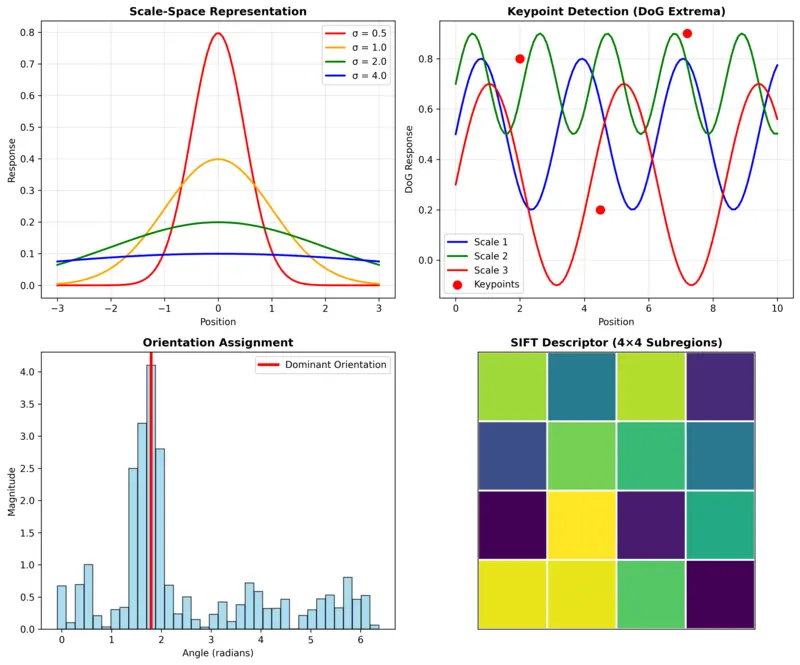 Scale-Space Representation
Response
0.8
0.7
0.6
0.5
0.4
0.3
0.2
0.1
0.0
σ = 0.5
σ = 1.0
σ = 2.0
σ = 4.0
−3 −2 −1 0 1 2 3
Position
Keypoint Detection (DoG Extrema)
DoG Response
0.8
0.6
0.4
0.2
0.0
Scale 1
Scale 2
Scale 3
Keypoints
0 2 4 6 8 10
Position
Orientation Assignment
Magnitude
4.0
3.5
3.0
2.5
2.0
1.5
1.0
0.5
0.0
Dominant Orientation
0 1 2 3 4 5 6
Angle (radians)
SIFT Descriptor (4×4 Subregions)